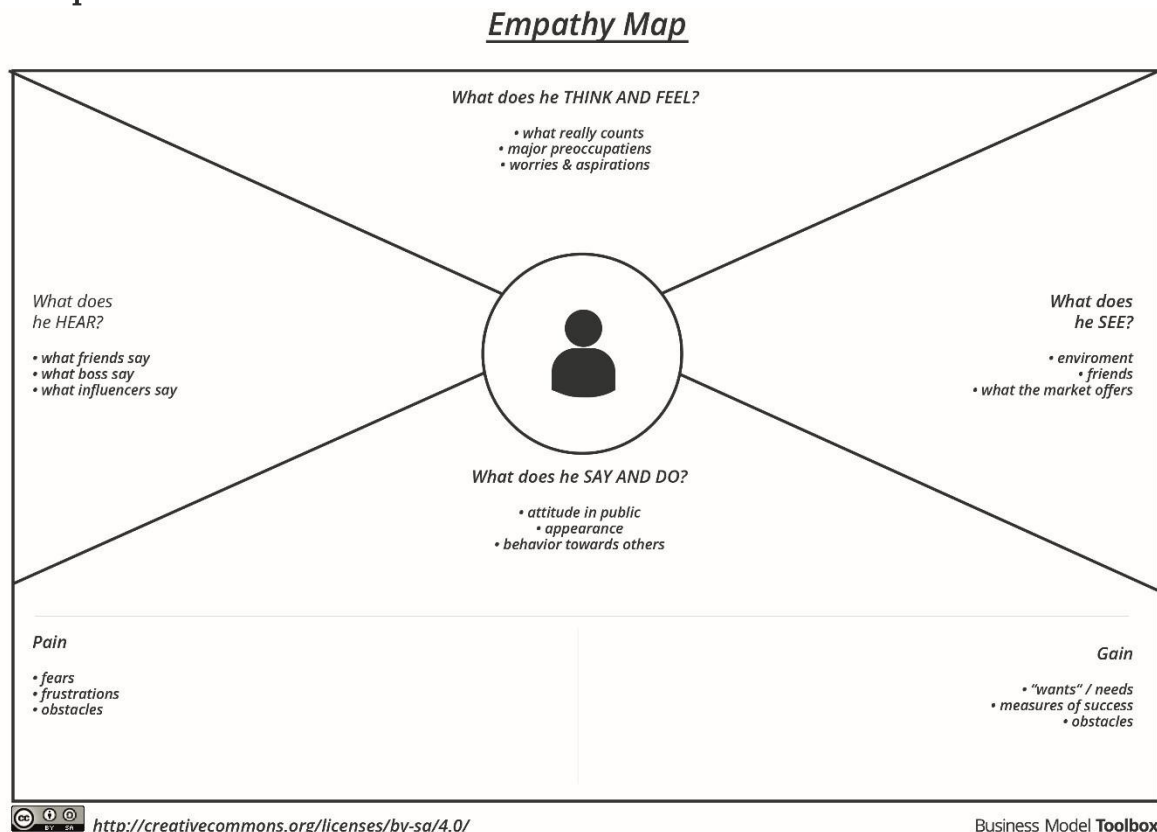 Empathy Map
What does he THINK AND FEEL?
• what really counts
• major preoccupatiens
• worries & aspirations
What does
he HEAR?
• what friends say
• what boss say
• what influencers say
What does
he SEE?
• enviroment
• friends
• what the market offers
What does he SAY AND DO?
• attitude in public
• appearance
• behavior towards others
Pain
• fears
• frustrations
• obstacles
Gain
• “wants” / needs
• measures of success
• obstacles
cc BY SA http://creativecommons.org/licenses/by-sa/4.0/
Business Model Toolbox